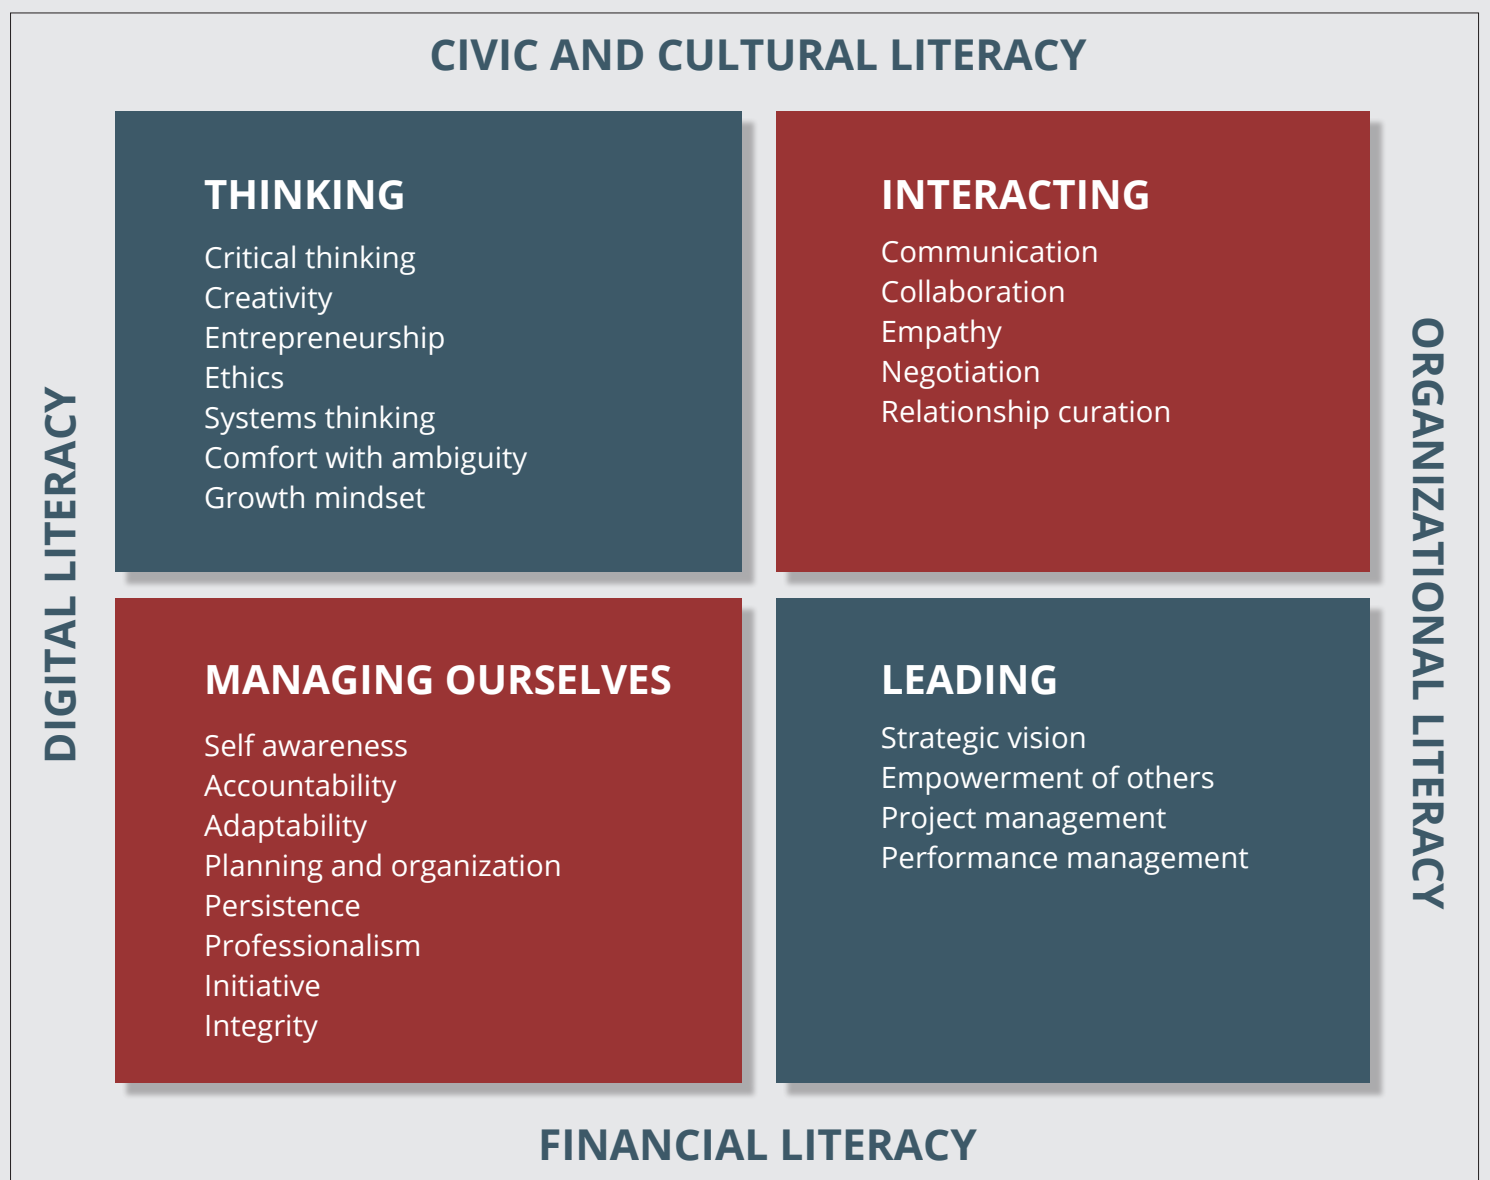 CIVIC AND CULTURAL LITERACY
DIGITAL LITERACY
THINKING
Critical thinking
Creativity
Entrepreneurship
Ethics
Systems thinking
Comfort with ambiguity
Growth mindset
INTERACTING
Communication
Collaboration
Empathy
Negotiation
Relationship curation
ORGANIZATIONAL LITERACY
MANAGING OURSELVES
Self awareness
Accountability
Adaptability
Planning and organization
Persistence
Professionalism
Initiative
Integrity
LEADING
Strategic vision
Empowerment of others
Project management
Performance management
FINANCIAL LITERACY